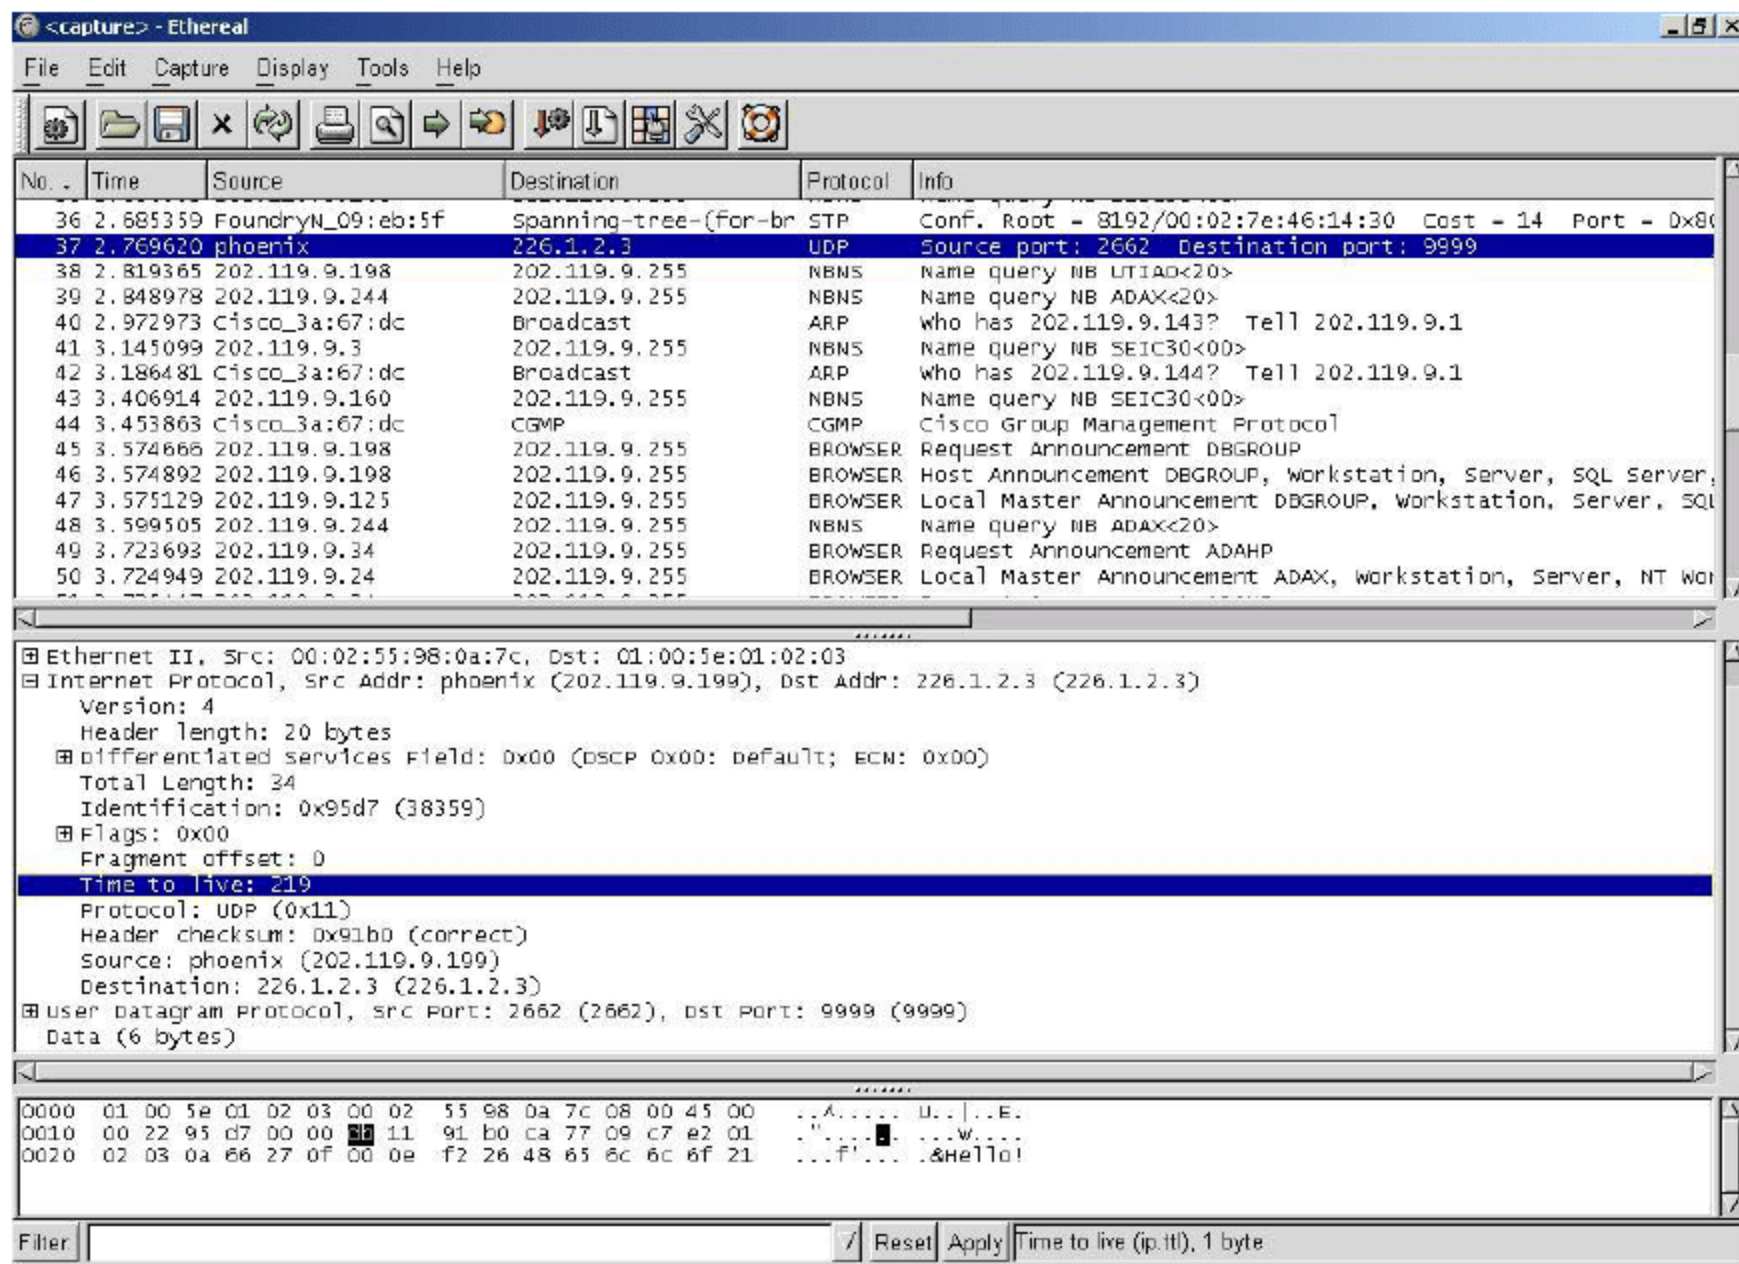 <capture> - Ethereal
File Edit Capture Display Tools Help
No. Time Source Destination Protocol Info
36 2.685359 FoundryN_09:eb:5f Spanning-tree-(for-br STP Conf. Root = 8192/00:02:7e:46:14:30 Cost = 14 Port = 0x80
37 2.769620 phoenix 226.1.2.3 UDP Source port: 2662 Destination port: 9999
38 2.819365 202.119.9.198 202.119.9.255 NBNS Name query NB UTIAD<20>
39 2.848978 202.119.9.244 202.119.9.255 NBNS Name query NB ADAX<20>
40 2.972973 Cisco_3a:67:dc Broadcast ARP Who has 202.119.9.143? Tell 202.119.9.1
41 3.145099 202.119.9.3 202.119.9.255 NBNS Name query NB SEIC30<00>
42 3.186481 Cisco_3a:67:dc Broadcast ARP Who has 202.119.9.144? Tell 202.119.9.1
43 3.406914 202.119.9.160 202.119.9.255 NBNS Name query NB SEIC30<00>
44 3.453863 Cisco_3a:67:dc CGMP CGMP Cisco Group Management Protocol
45 3.574666 202.119.9.198 202.119.9.255 BROWSER Request Announcement DBGROUP
46 3.574892 202.119.9.198 202.119.9.255 BROWSER Host Announcement DBGROUP, Workstation, Server, SQL Server,
47 3.575129 202.119.9.125 202.119.9.255 BROWSER Local Master Announcement DBGROUP, Workstation, Server, SQL
48 3.599505 202.119.9.244 202.119.9.255 NBNS Name query NB ADAX<20>
49 3.723693 202.119.9.34 202.119.9.255 BROWSER Request Announcement ADAHP
50 3.724949 202.119.9.24 202.119.9.255 BROWSER Local Master Announcement ADAX, Workstation, Server, NT Wor
Ethernet II, Src: 00:02:55:98:0a:7c, Dst: 01:00:5e:01:02:03
Internet Protocol, Src Addr: phoenix (202.119.9.199), Dst Addr: 226.1.2.3 (226.1.2.3)
Version: 4
Header length: 20 bytes
Differentiated Services Field: 0x00 (DSCP 0x00: Default; ECN: 0x00)
Total Length: 34
Identification: 0x95d7 (38359)
Flags: 0x00
Fragment offset: 0
Time to live: 219
Protocol: UDP (0x11)
Header checksum: 0x91b0 (correct)
Source: phoenix (202.119.9.199)
Destination: 226.1.2.3 (226.1.2.3)
User Datagram Protocol, Src Port: 2662 (2662), Dst Port: 9999 (9999)
Data (6 bytes)
0000 01 00 5e 01 02 03 00 02 55 98 0a 7c 08 00 45 00 ..^..... U..|..E.
0010 00 22 95 d7 00 00 db 11 91 b0 ca 77 09 c7 e2 01 .".....  ...w....
0020 02 03 0a 66 27 0f 00 0e f2 26 48 65 6c 6c 6f 21 ...f'... .&Hello!
Filter: Reset Apply Time to live (ip.ttl), 1 byte